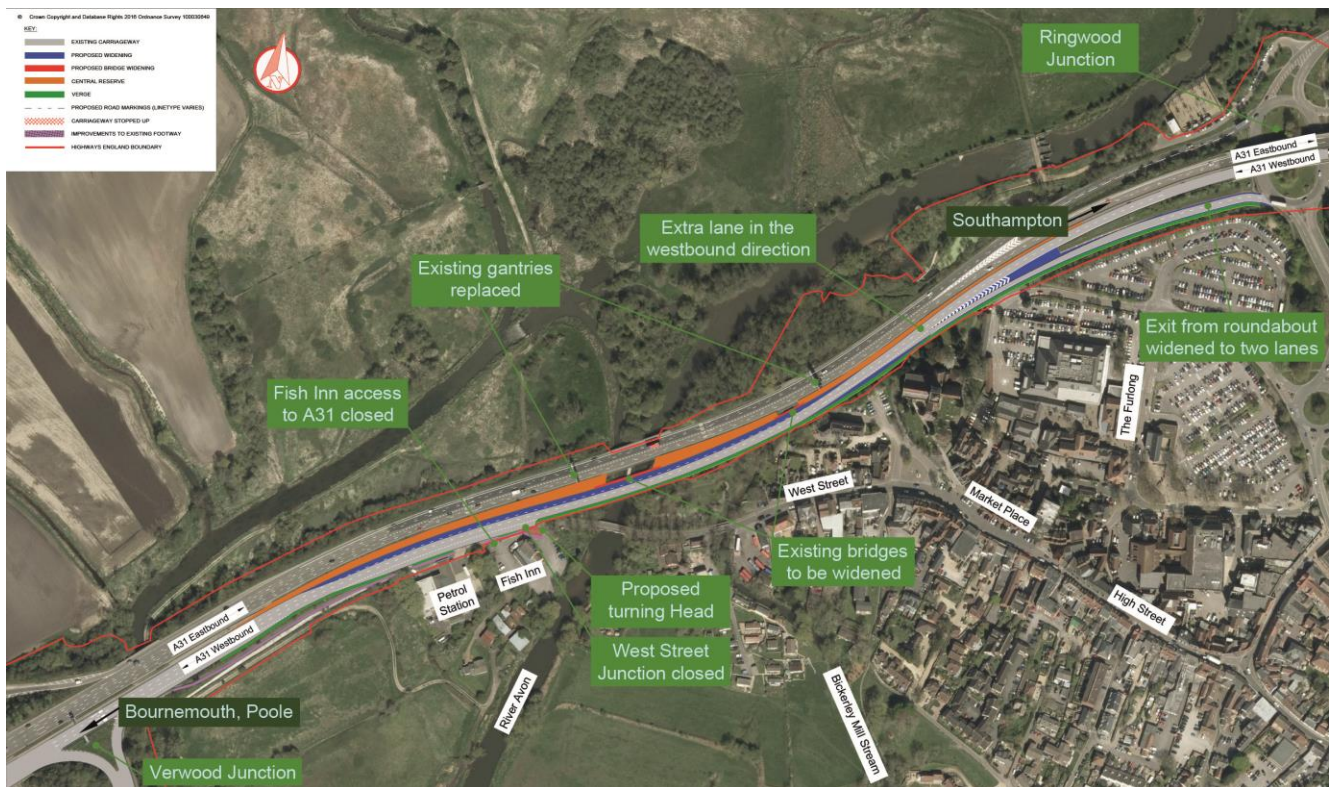 © Crown Copyright and Database Rights 2016 Ordnance Survey 100030649
KEY:
EXISTING CARRIAGEWAY
PROPOSED WIDENING
PROPOSED BRIDGE WIDENING
CENTRAL RESERVE
VERGE
PROPOSED ROAD MARKINGS (LINETYPE VARIES)
CARRIAGEWAY STOPPED UP
IMPROVEMENTS TO EXISTING FOOTWAY
HIGHWAYS ENGLAND BOUNDARY
Ringwood
Junction
A31 Eastbound
A31 Westbound
Southampton
Extra lane in the
westbound direction
Existing gantries
replaced
Exit from roundabout
widened to two lanes
Fish Inn access
to A31 closed
The Furlong
West Street
Market Place
Existing bridges
to be widened
Petrol
Station
Fish Inn
Proposed
turning Head
High Street
West Street
Junction closed
A31 Eastbound
A31 Westbound
River Avon
Bickerley Mill Stream
Bournemouth, Poole
Verwood Junction